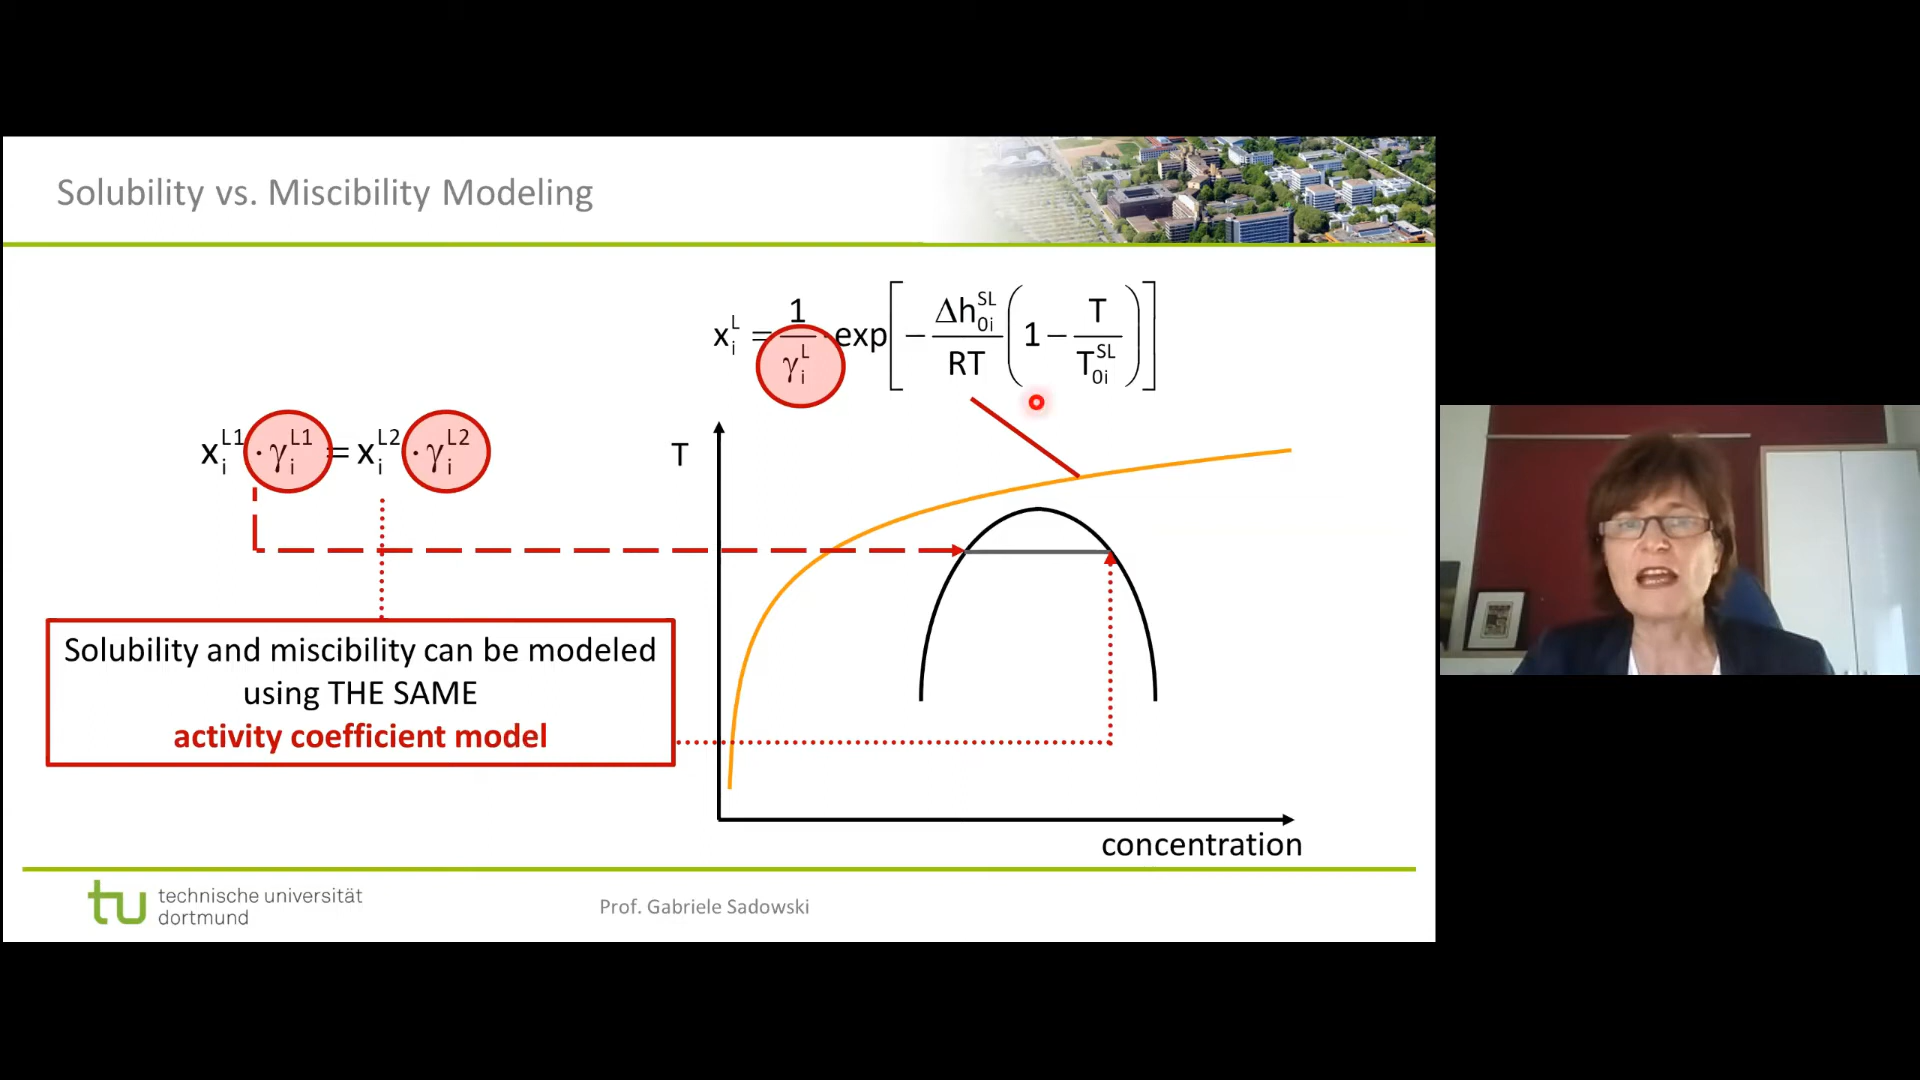 Solubility vs. Miscibility Modeling
x_i^L = 1/γ_i^L · exp[ − Δh_0i^SL/RT ( 1 − T/T_0i^SL ) ]
x_i^L1 · γ_i^L1 = x_i^L2 · γ_i^L2
T
Solubility and miscibility can be modeled
using THE SAME
activity coefficient model
concentration
tu technische universität
dortmund
Prof. Gabriele Sadowski